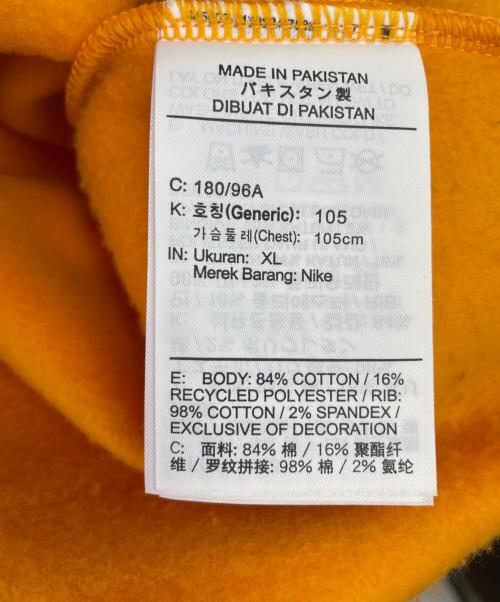 MADE IN PAKISTAN
パキスタン製
DIBUAT DI PAKISTAN
C: 180/96A
K: 호칭(Generic): 105
가슴둘레(Chest): 105cm
IN: Ukuran: XL
Merek Barang: Nike
E: BODY: 84% COTTON / 16%
RECYCLED POLYESTER / RIB:
98% COTTON / 2% SPANDEX /
EXCLUSIVE OF DECORATION
C: 面料: 84% 棉 / 16% 聚酯纤
维 / 罗纹拼接: 98% 棉 / 2% 氨纶